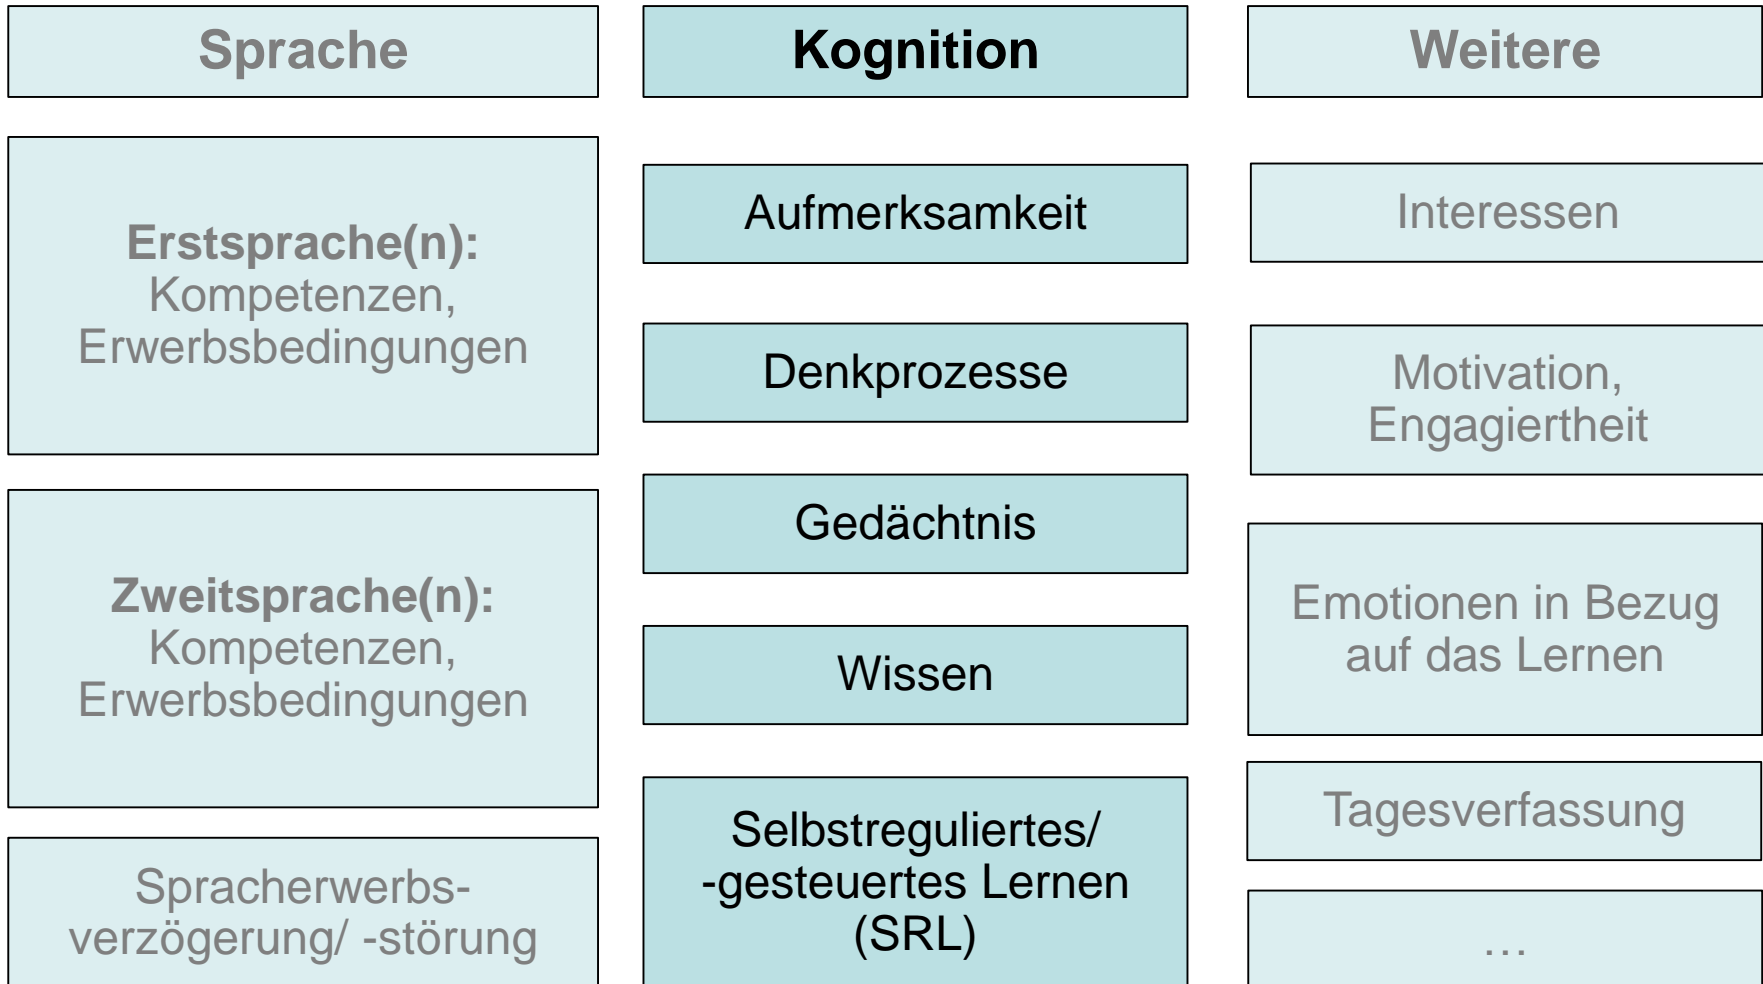 Sprache
Erstsprache(n):
Kompetenzen,
Erwerbsbedingungen
Zweitsprache(n):
Kompetenzen,
Erwerbsbedingungen
Spracherwerbs-
verzögerung/ -störung
Kognition
Aufmerksamkeit
Denkprozesse
Gedächtnis
Wissen
Selbstreguliertes/
-gesteuertes Lernen
(SRL)
Weitere
Interessen
Motivation,
Engagiertheit
Emotionen in Bezug
auf das Lernen
Tagesverfassung
…